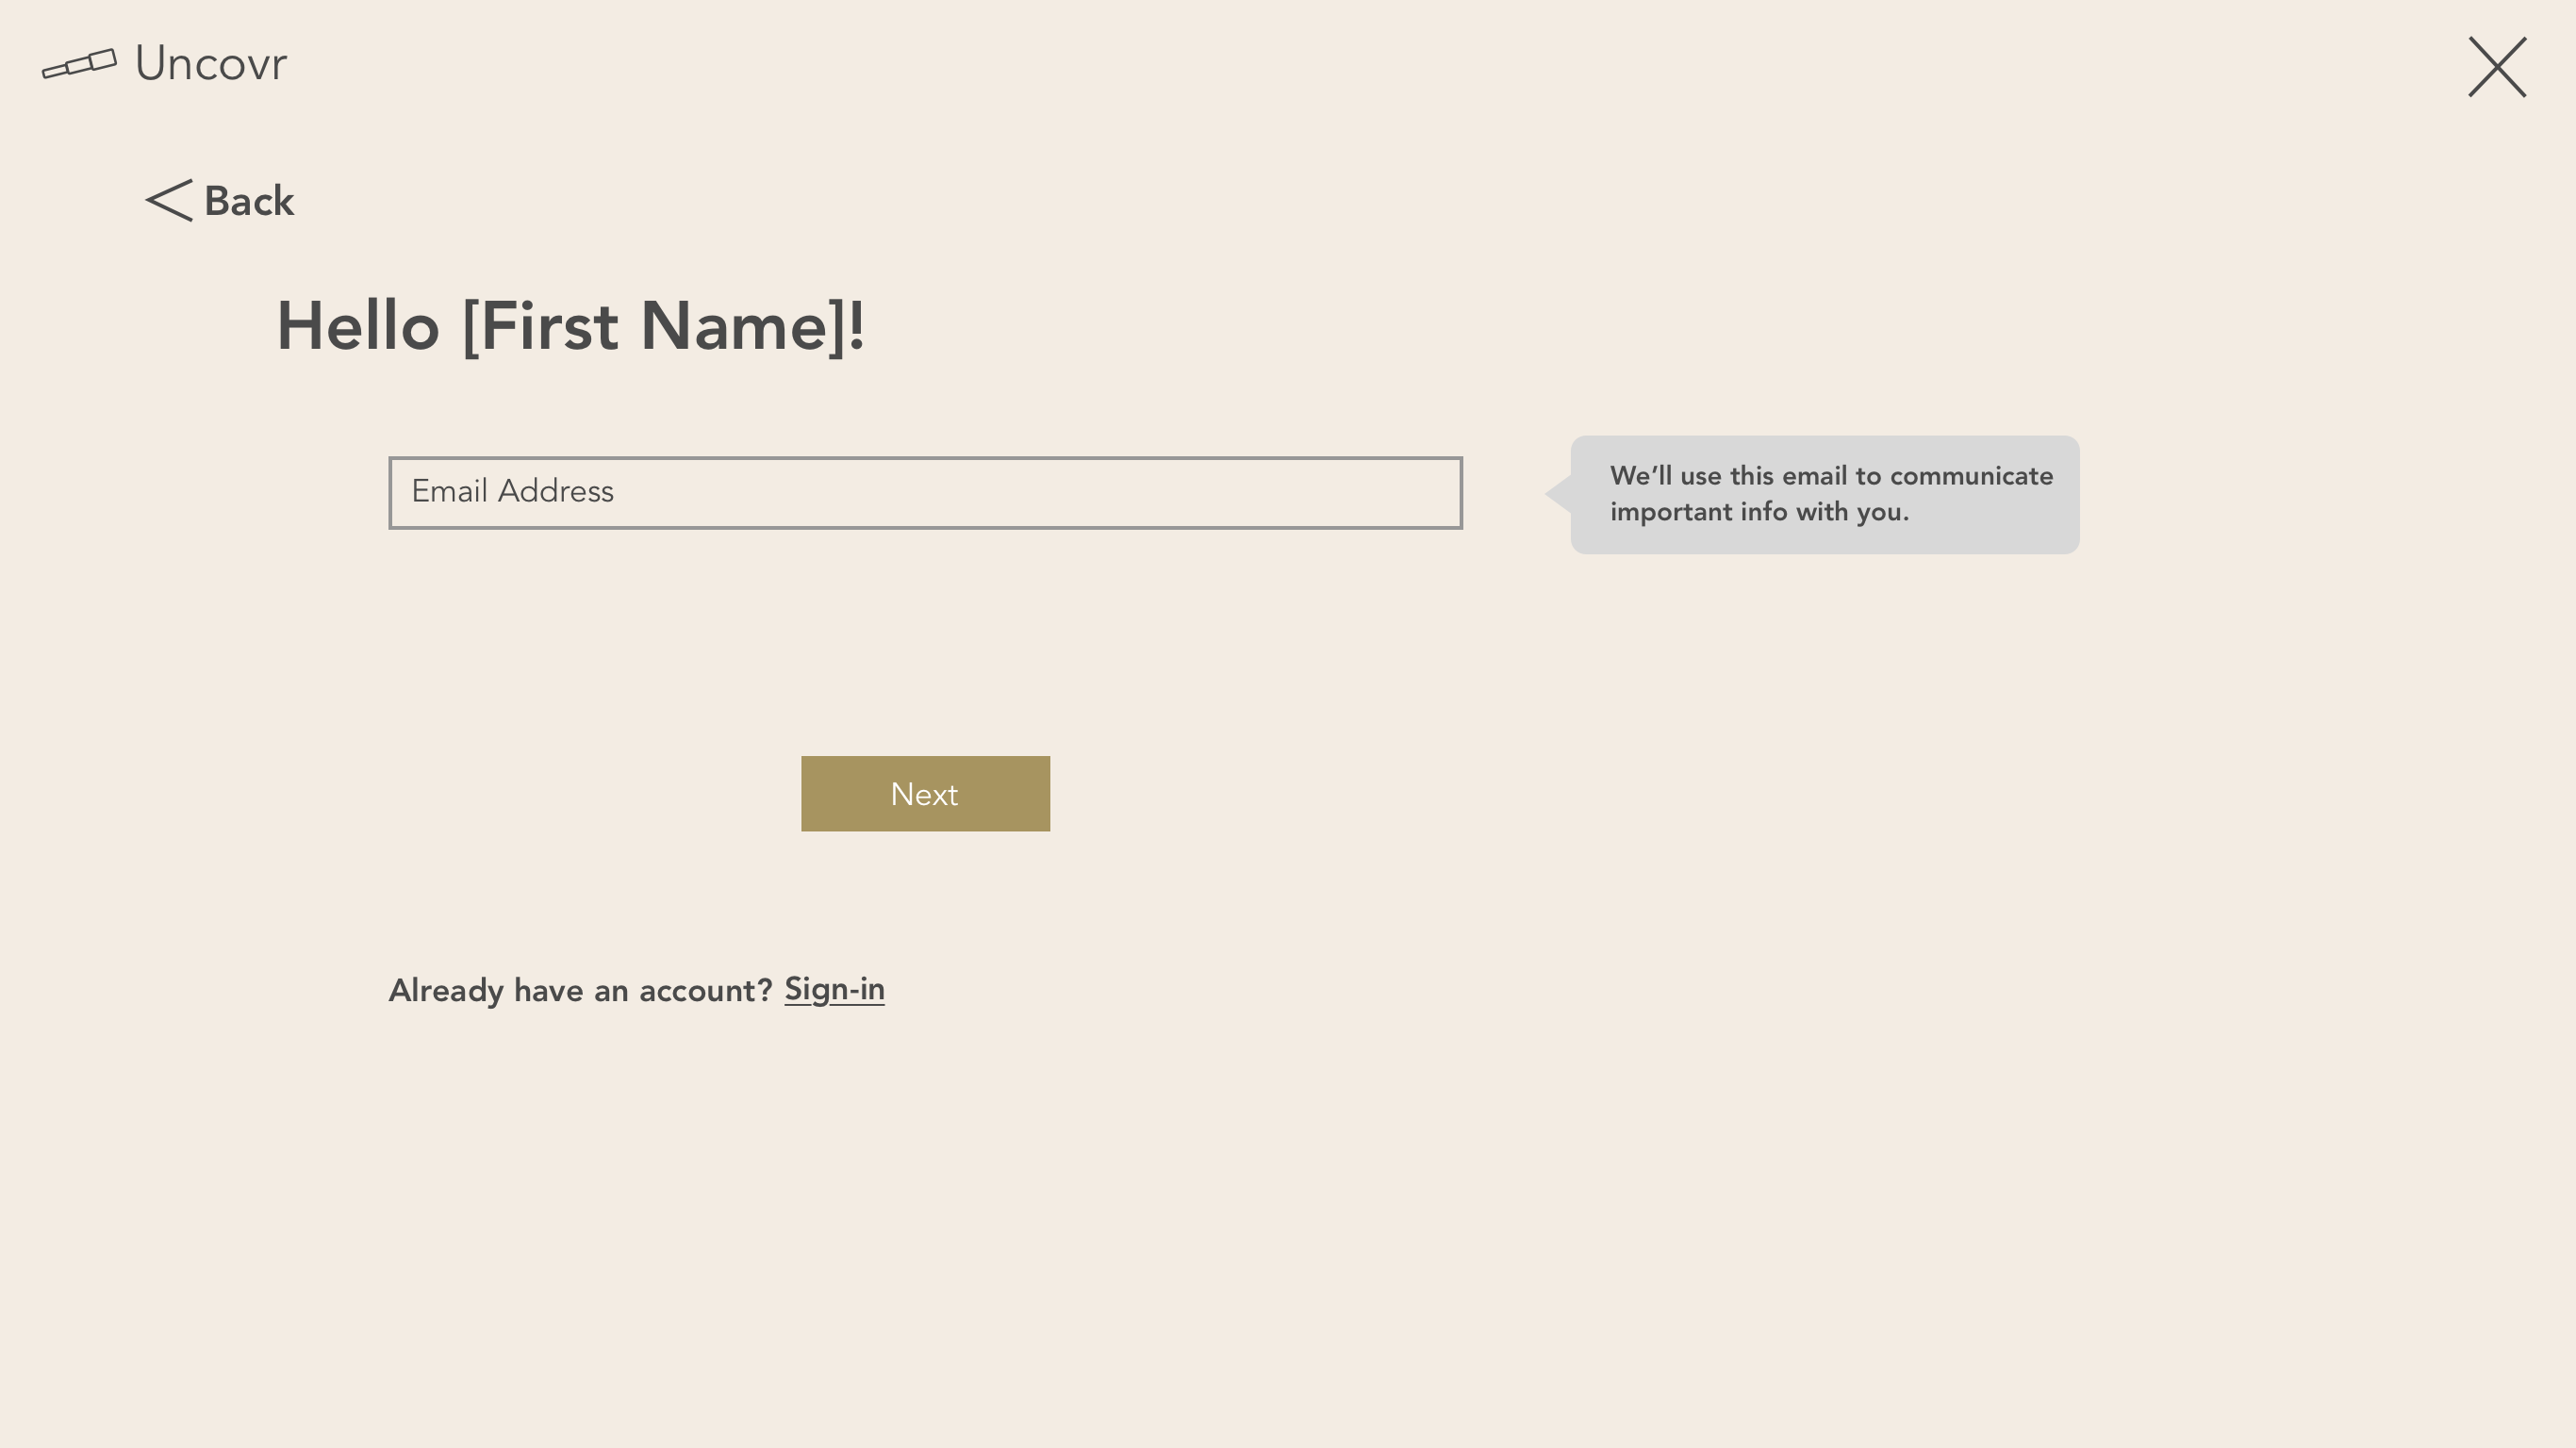 Uncovr
Back
Hello [First Name]!
Email Address
We’ll use this email to communicate
important info with you.
Next
Already have an account? Sign-in